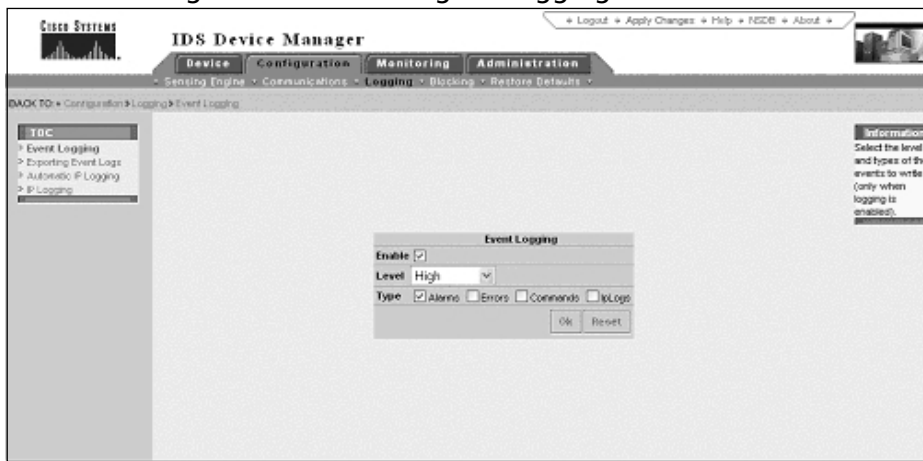 CISCO SYSTEMS
Logout Apply Changes Help NSDB About
IDS Device Manager
Device Configuration Monitoring Administration
Sensing Engine Communications Logging Blocking Restore Defaults
BACK TO: Configuration > Logging > Event Logging
TOC
Event Logging
Exporting Event Logs
Automatic IP Logging
IP Logging
Information
Select the level
and types of the
events to write
(only when
logging is
enabled).
Event Logging
Enable
Level High
Type Alarms Errors Commands IpLogs
Ok Reset